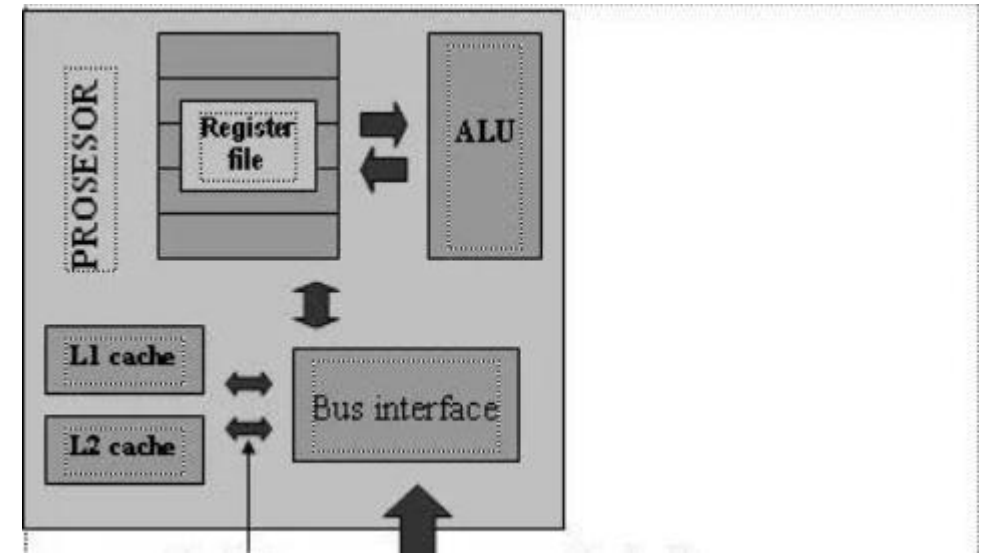 PROSESOR
Register
file
ALU
L1 cache
L2 cache
Bus interface